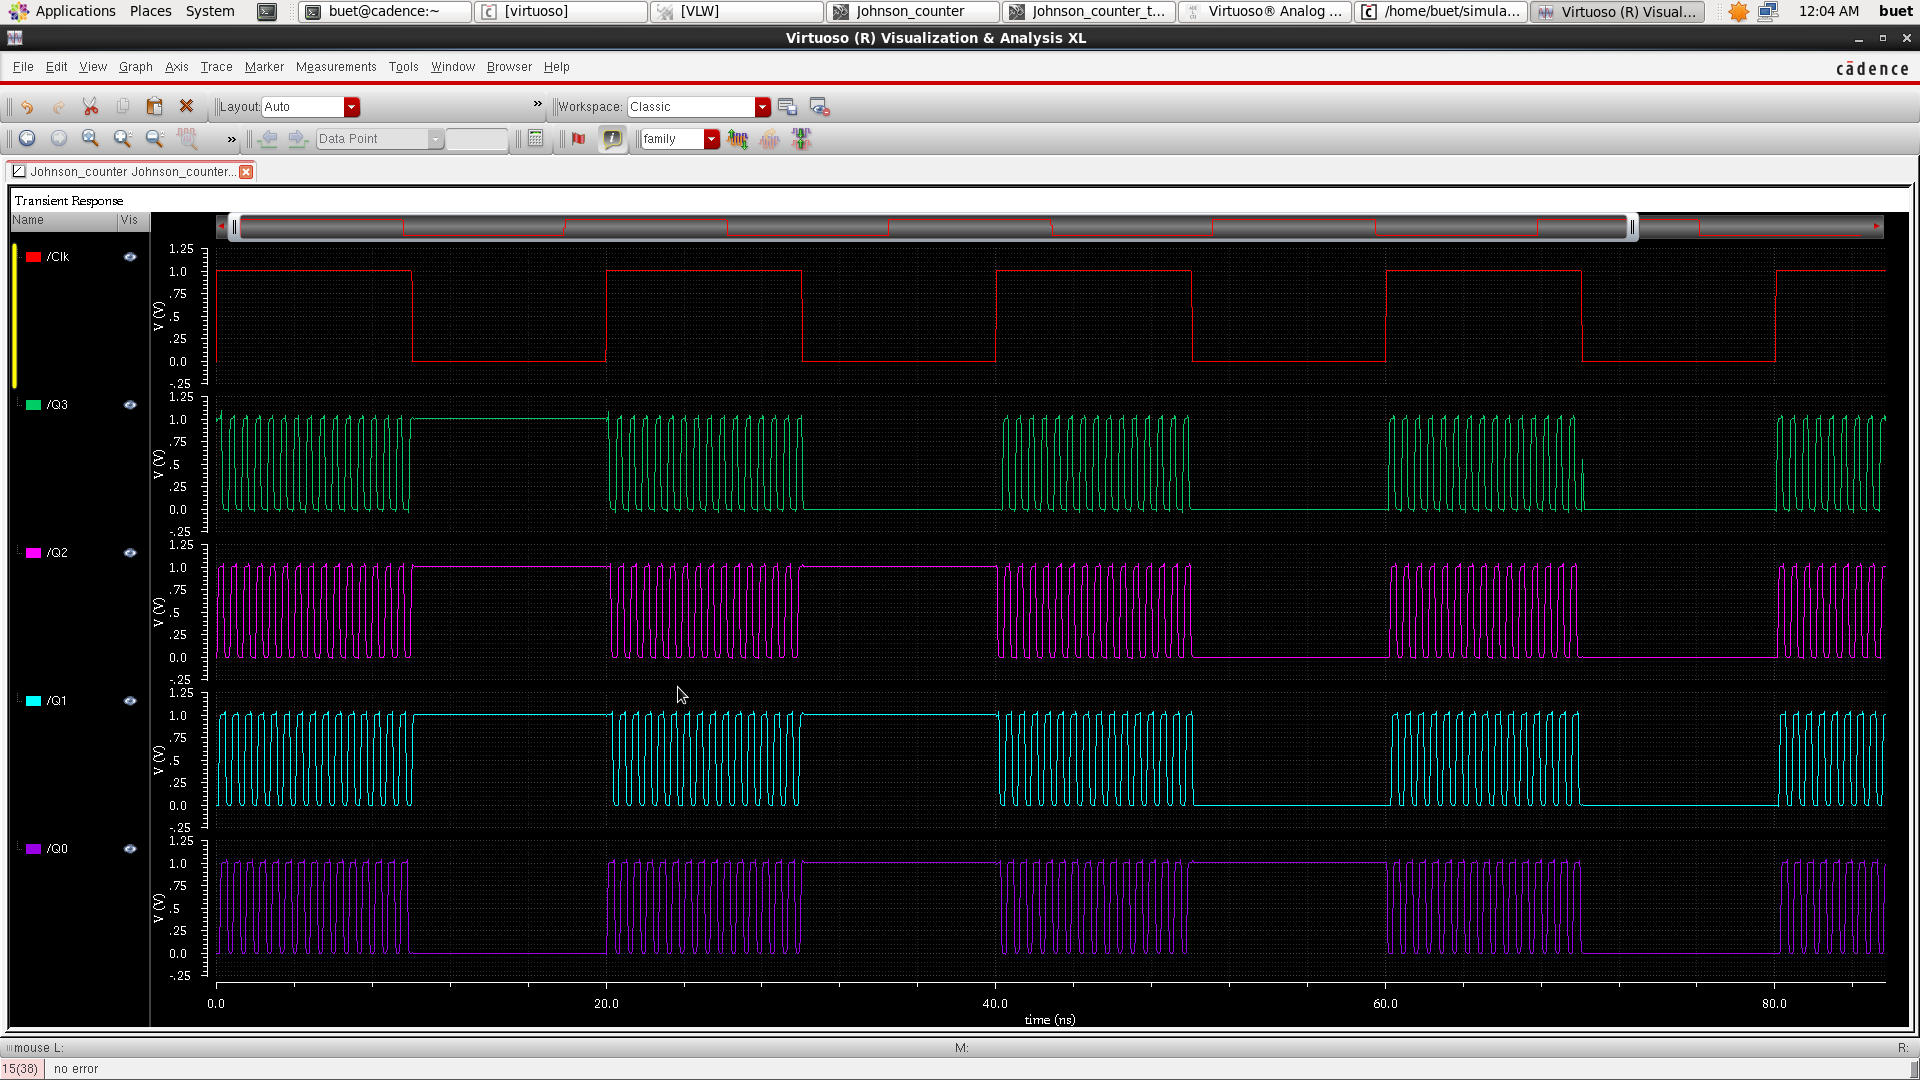 Applications Places System buet@cadence:~ [virtuoso] [VLW] Johnson_counter Johnson_counter_t... Virtuoso® Analog ... /home/buet/simula... Virtuoso (R) Visual... 12:04 AM buet
Virtuoso (R) Visualization & Analysis XL
File Edit View Graph Axis Trace Marker Measurements Tools Window Browser Help cādence
Layout: Auto » Workspace: Classic
» Data Point family
Johnson_counter Johnson_counter...
Transient Response
Name Vis
/Clk
V (V)
1.25
1.0
.75
.5
.25
0.0
-.25
/Q3
V (V)
1.25
1.0
.75
.5
.25
0.0
-.25
/Q2
V (V)
1.25
1.0
.75
.5
.25
0.0
-.25
/Q1
V (V)
1.25
1.0
.75
.5
.25
0.0
-.25
/Q0
V (V)
1.25
1.0
.75
.5
.25
0.0
-.25
0.0 20.0 40.0 60.0 80.0
time (ns)
mouse L: M: R:
15(38) no error